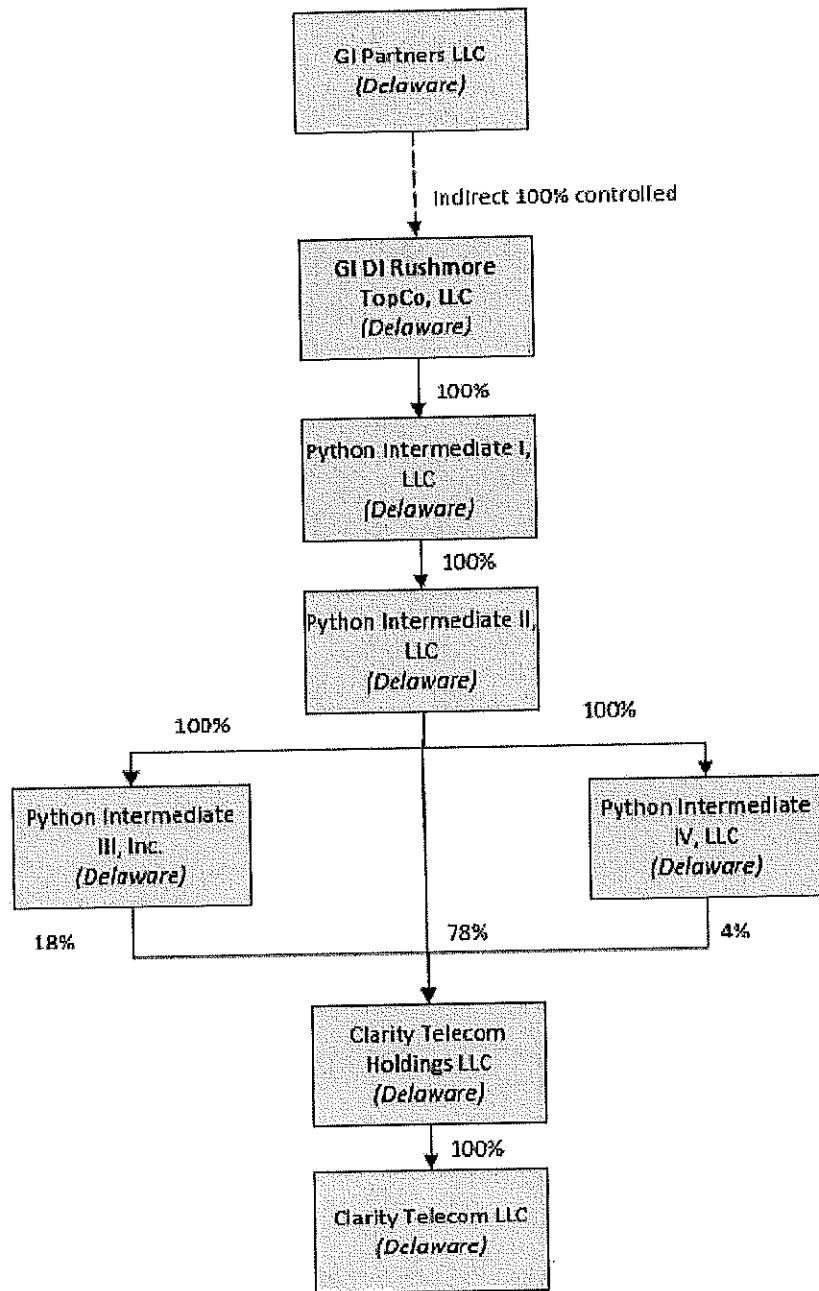 GI Partners LLC
(Delaware)
Indirect 100% controlled
GI DI Rushmore
TopCo, LLC
(Delaware)
100%
Python Intermediate I,
LLC
(Delaware)
100%
Python Intermediate II,
LLC
(Delaware)
100%
100%
Python Intermediate
III, Inc.
(Delaware)
Python Intermediate
IV, LLC
(Delaware)
18%
78%
4%
Clarity Telecom
Holdings LLC
(Delaware)
100%
Clarity Telecom LLC
(Delaware)